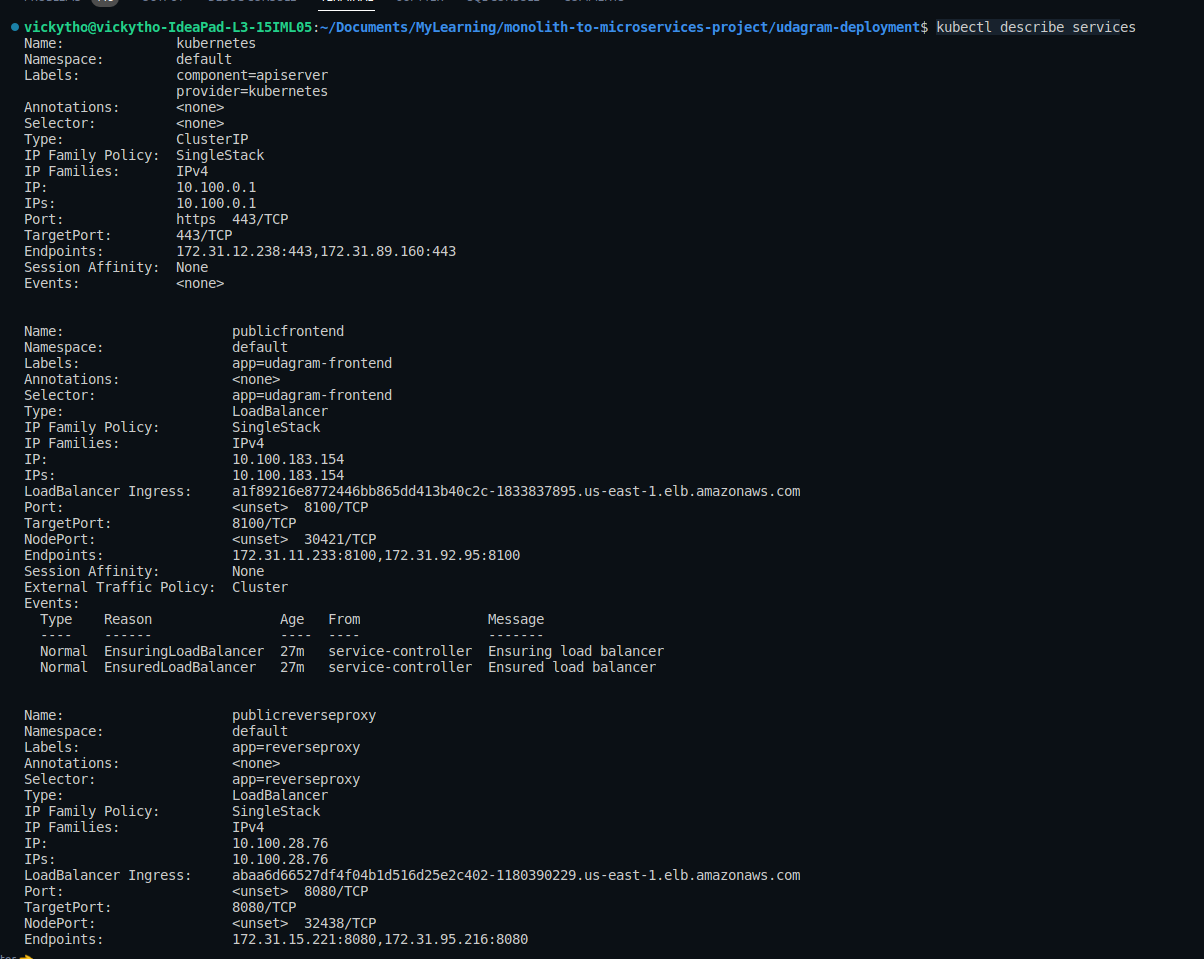 vickytho@vickytho-IdeaPad-L3-15IML05:~/Documents/MyLearning/monolith-to-microservices-project/udagram-deployment$ kubectl describe services
Name:              kubernetes
Namespace:         default
Labels:            component=apiserver
                   provider=kubernetes
Annotations:       <none>
Selector:          <none>
Type:              ClusterIP
IP Family Policy:  SingleStack
IP Families:       IPv4
IP:                10.100.0.1
IPs:               10.100.0.1
Port:              https  443/TCP
TargetPort:        443/TCP
Endpoints:         172.31.12.238:443,172.31.89.160:443
Session Affinity:  None
Events:            <none>
Name:                     publicfrontend
Namespace:                default
Labels:                   app=udagram-frontend
Annotations:              <none>
Selector:                 app=udagram-frontend
Type:                     LoadBalancer
IP Family Policy:         SingleStack
IP Families:              IPv4
IP:                       10.100.183.154
IPs:                      10.100.183.154
LoadBalancer Ingress:     a1f89216e8772446bb865dd413b40c2c-1833837895.us-east-1.elb.amazonaws.com
Port:                     <unset>  8100/TCP
TargetPort:               8100/TCP
NodePort:                 <unset>  30421/TCP
Endpoints:                172.31.11.233:8100,172.31.92.95:8100
Session Affinity:         None
External Traffic Policy:  Cluster
Events:
  Type    Reason                Age   From                Message
  ----    ------                ----  ----                -------
  Normal  EnsuringLoadBalancer  27m   service-controller  Ensuring load balancer
  Normal  EnsuredLoadBalancer   27m   service-controller  Ensured load balancer
Name:                     publicreverseproxy
Namespace:                default
Labels:                   app=reverseproxy
Annotations:              <none>
Selector:                 app=reverseproxy
Type:                     LoadBalancer
IP Family Policy:         SingleStack
IP Families:              IPv4
IP:                       10.100.28.76
IPs:                      10.100.28.76
LoadBalancer Ingress:     abaa6d66527df4f04b1d516d25e2c402-1180390229.us-east-1.elb.amazonaws.com
Port:                     <unset>  8080/TCP
TargetPort:               8080/TCP
NodePort:                 <unset>  32438/TCP
Endpoints:                172.31.15.221:8080,172.31.95.216:8080